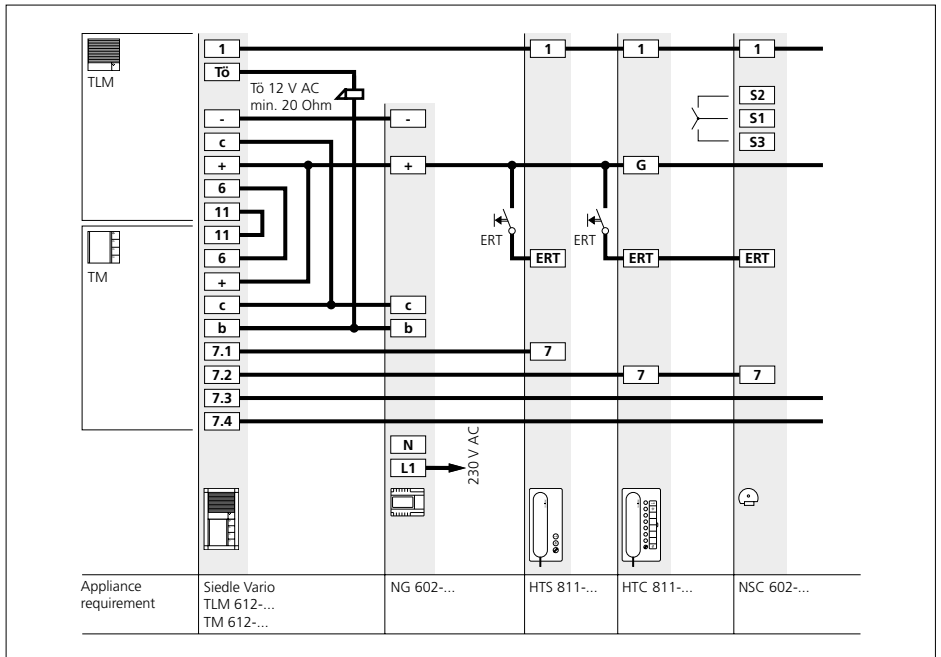 TLM
1 1 1 1
Tö
Tö 12 V AC
min. 20 Ohm
S2
- - S1
c S3
+ + G
6
11
11
ERT ERT
6 ERT ERT ERT
TM
+
c c
b b
7.1 7
7.2 7 7
7.3
7.4
N
L1 230 V AC
Appliance
requirement
Siedle Vario
TLM 612-...
TM 612-...
NG 602-...
HTS 811-...
HTC 811-...
NSC 602-...